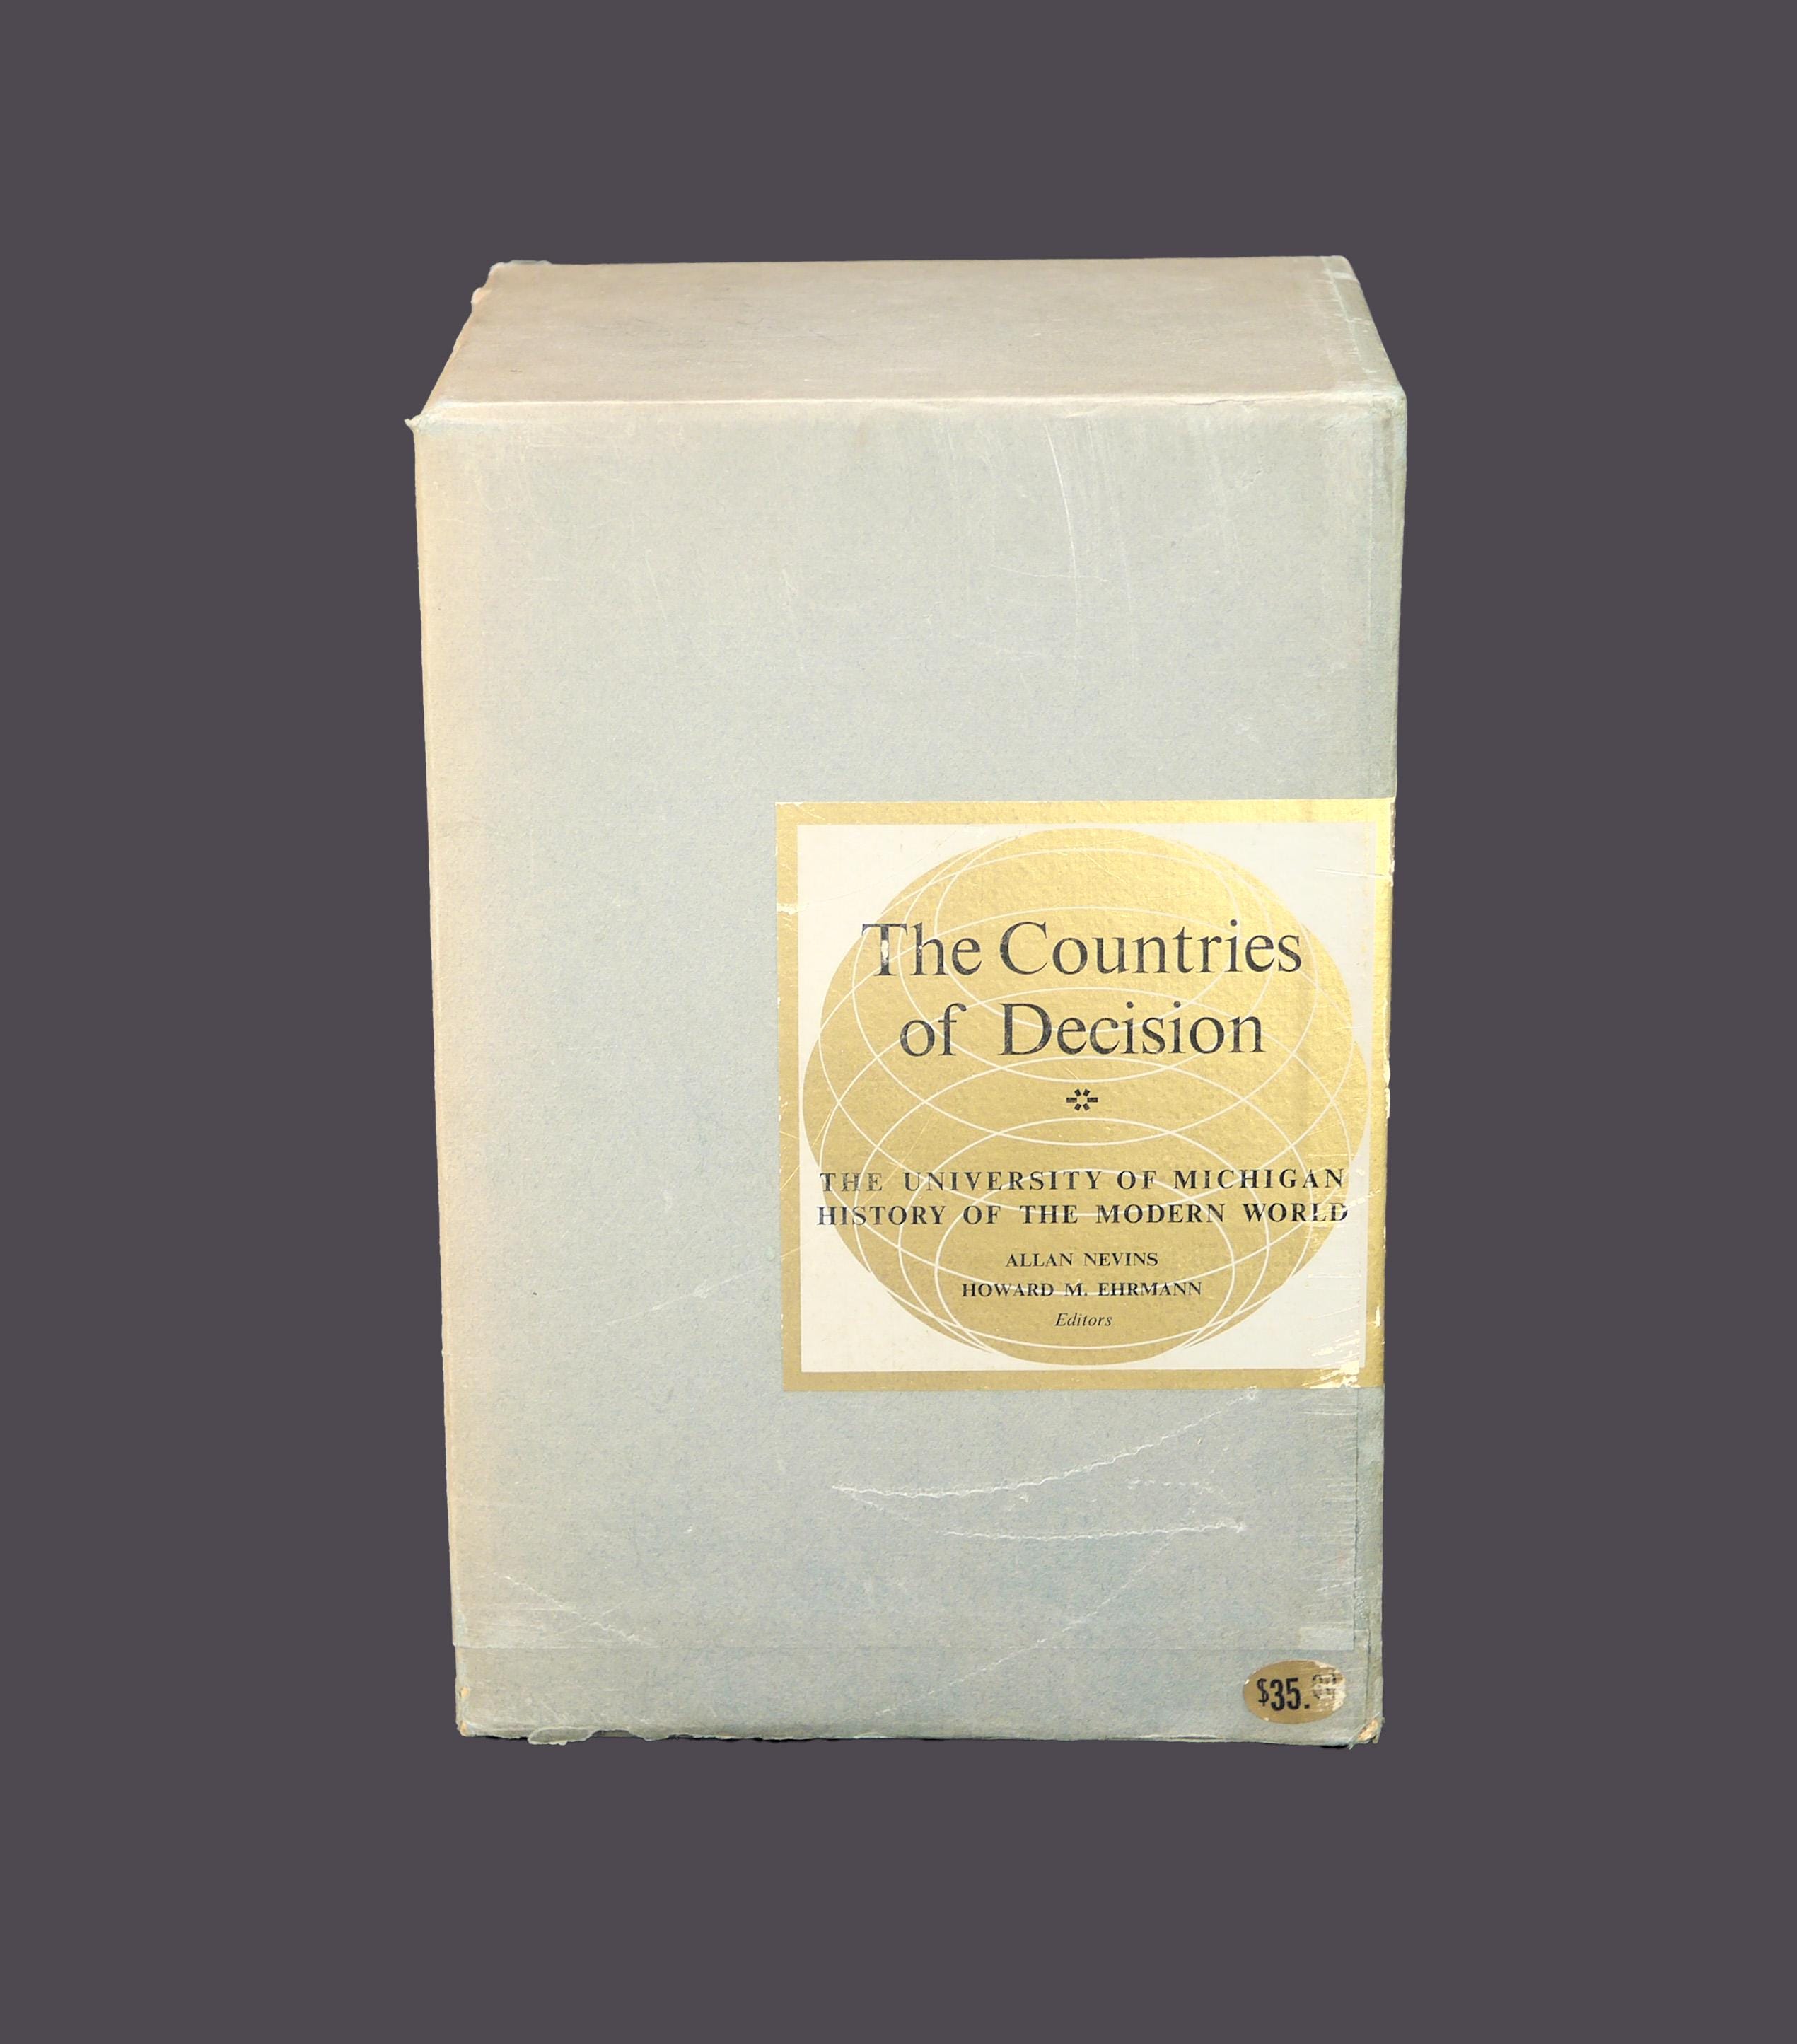 The Countries
of Decision
THE UNIVERSITY OF MICHIGAN
HISTORY OF THE MODERN WORLD
ALLAN NEVINS
HOWARD M. EHRMANN
Editors
$35.00